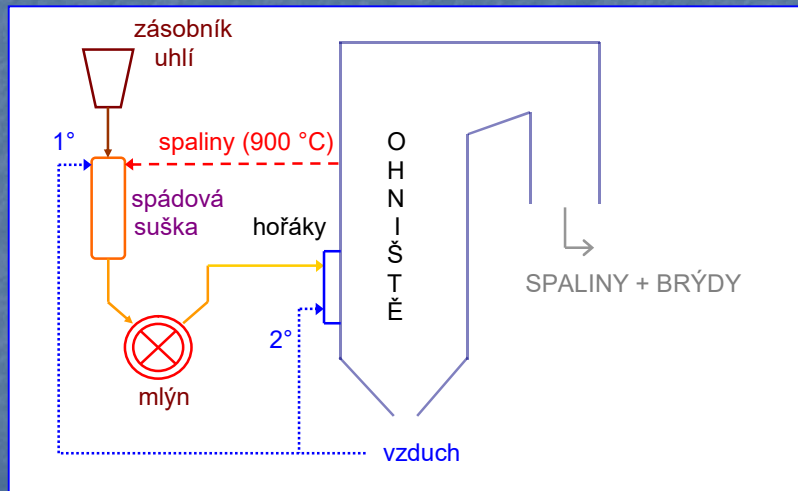 zásobník
uhlí
1°
spaliny (900 °C)
spádová
suška
hořáky
O
H
N
I
Š
T
Ě
SPALINY + BRÝDY
2°
mlýn
vzduch